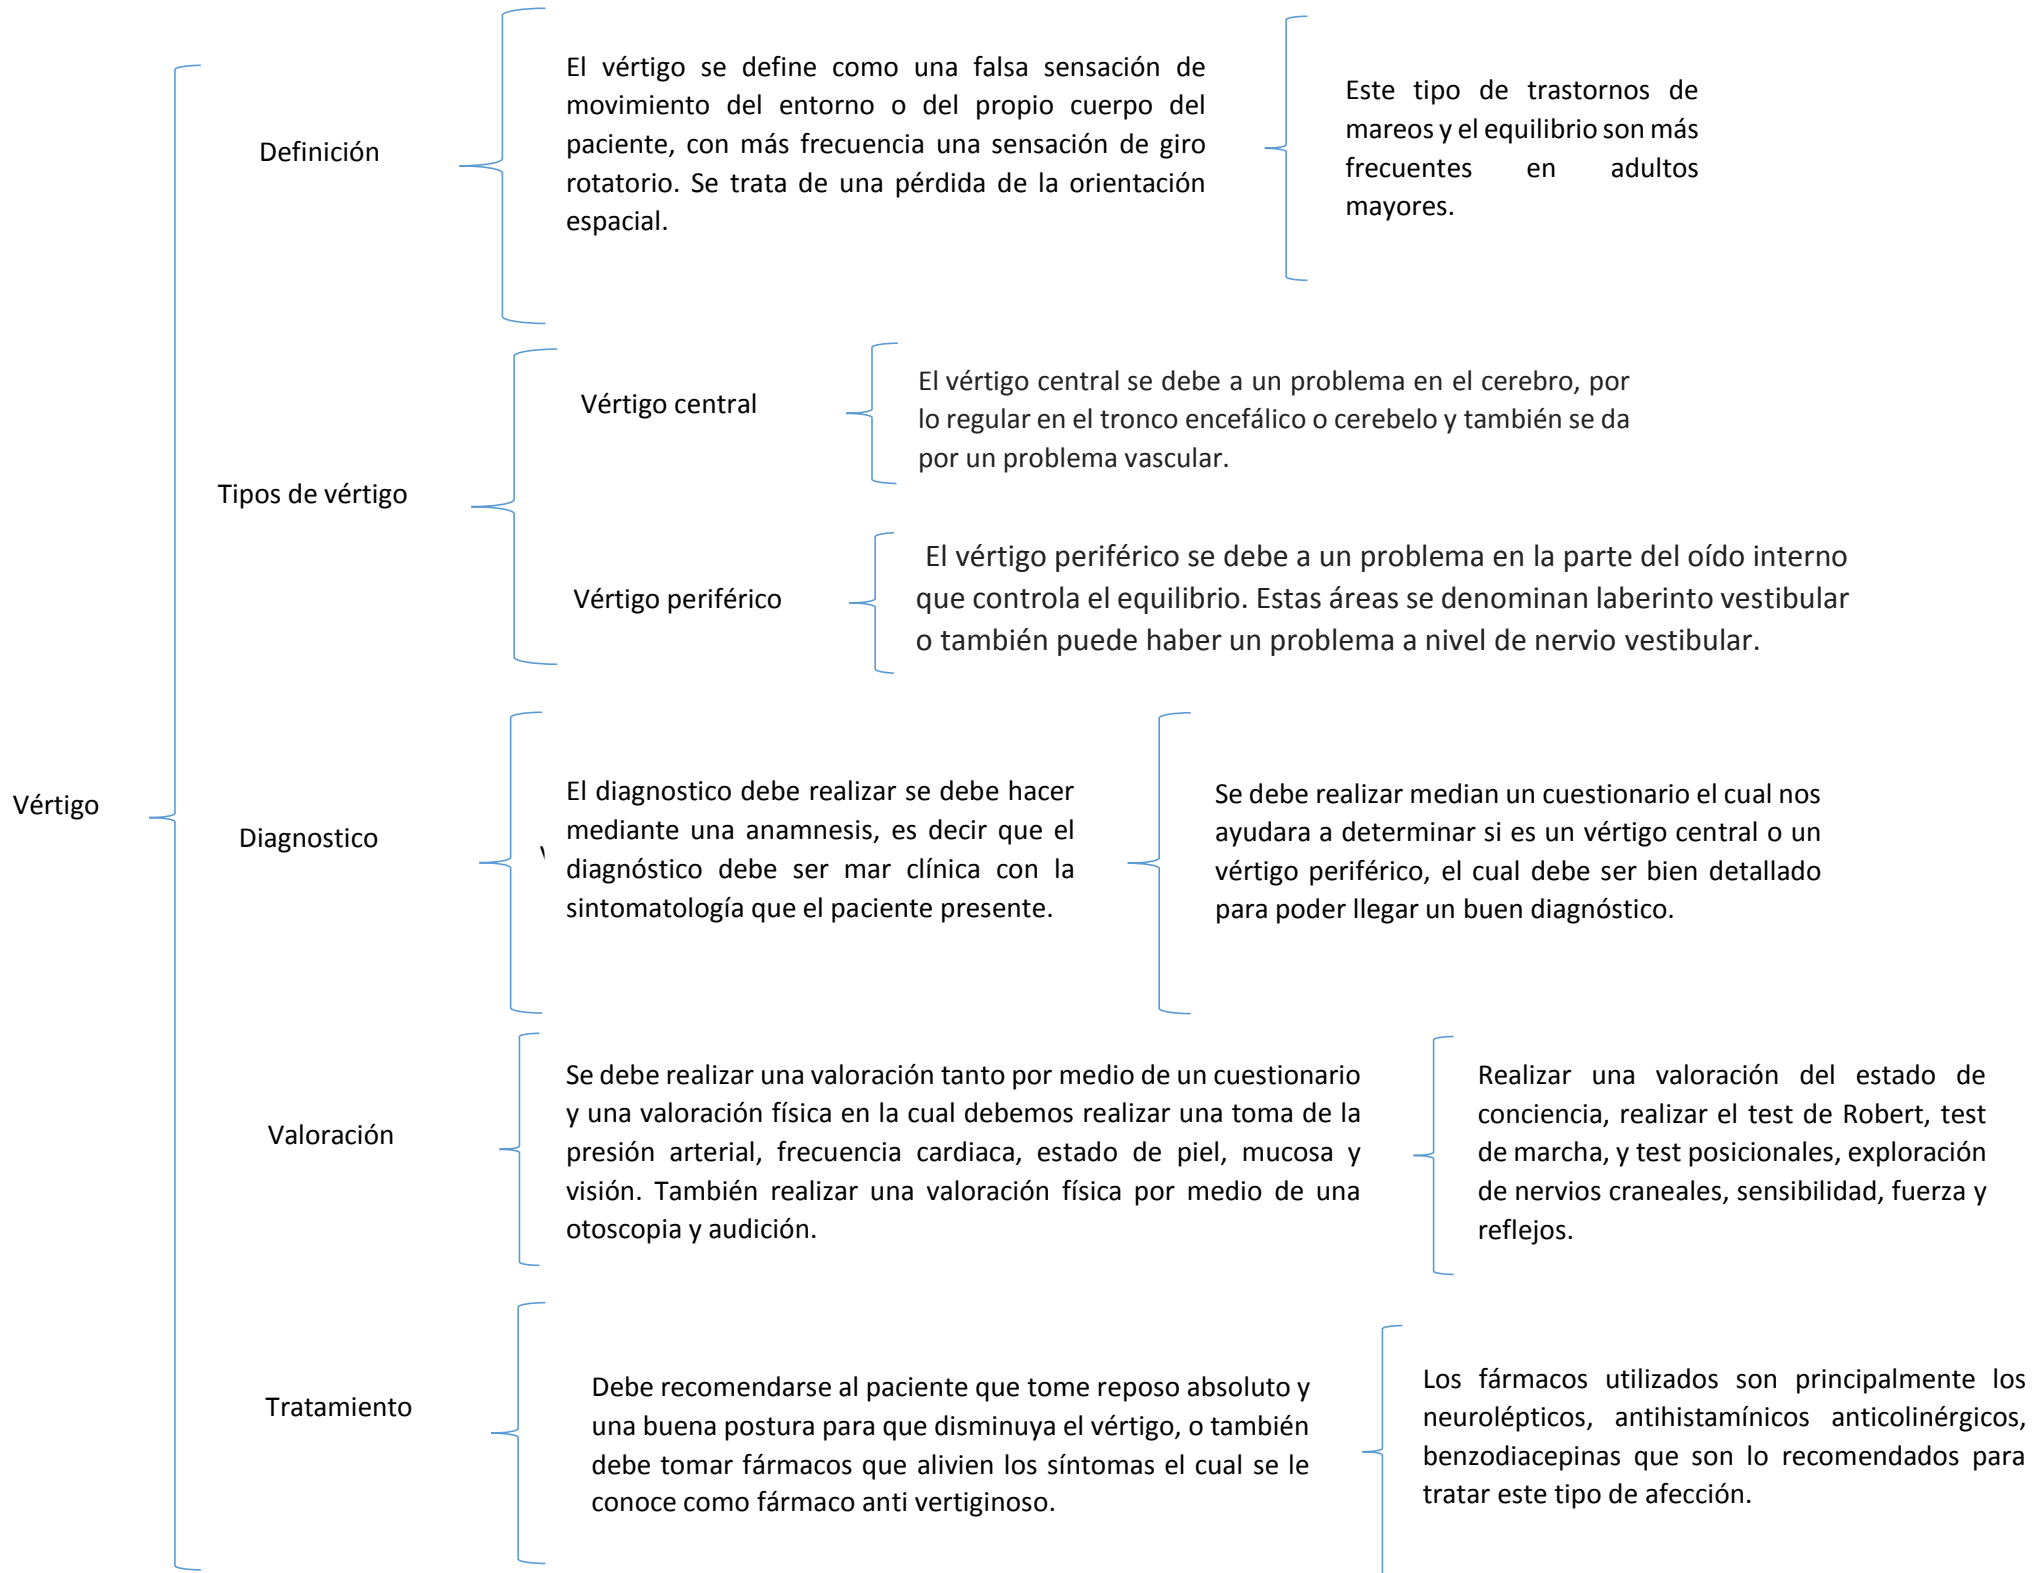 Vértigo
Definición
El vértigo se define como una falsa sensación de
movimiento del entorno o del propio cuerpo del
paciente, con más frecuencia una sensación de giro
rotatorio. Se trata de una pérdida de la orientación
espacial.
Este tipo de trastornos de
mareos y el equilibrio son más
frecuentes en adultos
mayores.
Tipos de vértigo
Vértigo central
El vértigo central se debe a un problema en el cerebro, por
lo regular en el tronco encefálico o cerebelo y también se da
por un problema vascular.
Vértigo periférico
El vértigo periférico se debe a un problema en la parte del oído interno
que controla el equilibrio. Estas áreas se denominan laberinto vestibular
o también puede haber un problema a nivel de nervio vestibular.
Diagnostico
El diagnostico debe realizar se debe hacer
mediante una anamnesis, es decir que el
diagnóstico debe ser mar clínica con la
sintomatología que el paciente presente.
Se debe realizar median un cuestionario el cual nos
ayudara a determinar si es un vértigo central o un
vértigo periférico, el cual debe ser bien detallado
para poder llegar un buen diagnóstico.
Valoración
Se debe realizar una valoración tanto por medio de un cuestionario
y una valoración física en la cual debemos realizar una toma de la
presión arterial, frecuencia cardiaca, estado de piel, mucosa y
visión. También realizar una valoración física por medio de una
otoscopia y audición.
Realizar una valoración del estado de
conciencia, realizar el test de Robert, test
de marcha, y test posicionales, exploración
de nervios craneales, sensibilidad, fuerza y
reflejos.
Tratamiento
Debe recomendarse al paciente que tome reposo absoluto y
una buena postura para que disminuya el vértigo, o también
debe tomar fármacos que alivien los síntomas el cual se le
conoce como fármaco anti vertiginoso.
Los fármacos utilizados son principalmente los
neurolépticos, antihistamínicos anticolinérgicos,
benzodiacepinas que son lo recomendados para
tratar este tipo de afección.